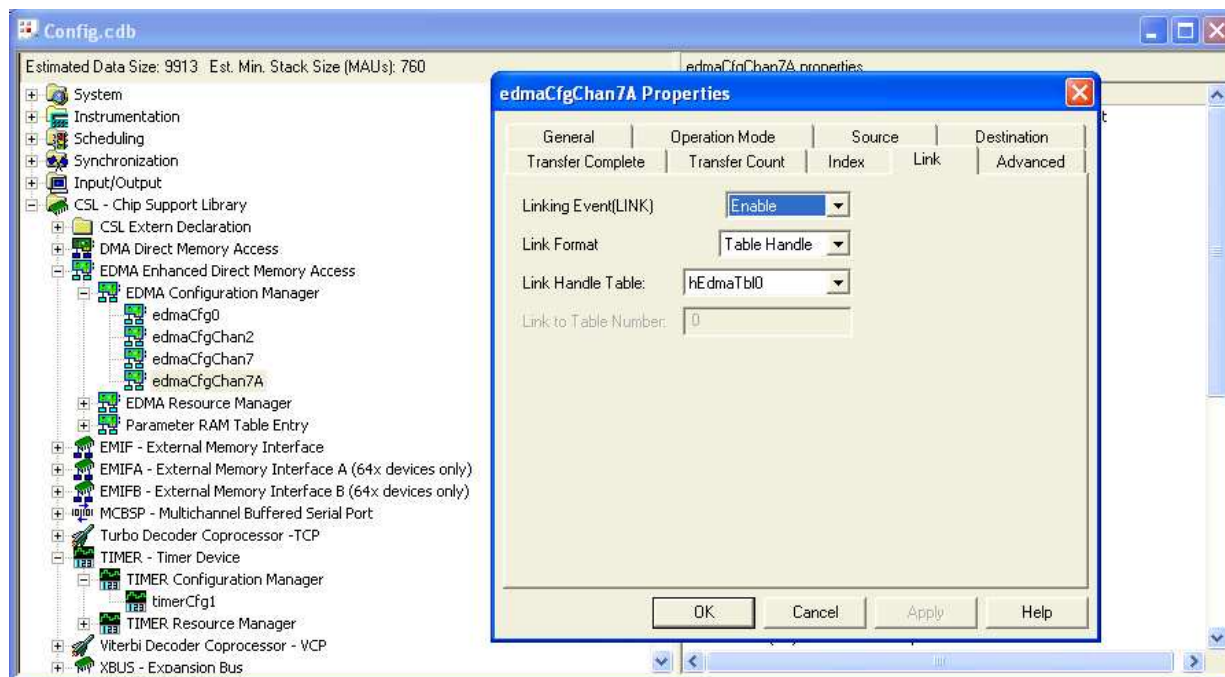 Config.cdb
Estimated Data Size: 9913 Est. Min. Stack Size (MAUs): 760
System
Instrumentation
Scheduling
Synchronization
Input/Output
CSL - Chip Support Library
CSL Extern Declaration
DMA Direct Memory Access
EDMA Enhanced Direct Memory Access
EDMA Configuration Manager
edmaCfg0
edmaCfgChan2
edmaCfgChan7
edmaCfgChan7A
EDMA Resource Manager
Parameter RAM Table Entry
EMIF - External Memory Interface
EMIFA - External Memory Interface A (64x devices only)
EMIFB - External Memory Interface B (64x devices only)
MCBSP - Multichannel Buffered Serial Port
Turbo Decoder Coprocessor -TCP
TIMER - Timer Device
TIMER Configuration Manager
timerCfg1
TIMER Resource Manager
Viterbi Decoder Coprocessor - VCP
XBUS - Expansion Bus
edmaCfgChan7A properties
edmaCfgChan7A Properties
General Operation Mode Source Destination
Transfer Complete Transfer Count Index Link Advanced
Linking Event(LINK) Enable
Link Format Table Handle
Link Handle Table: hEdmaTbl0
Link to Table Number: 0
OK Cancel Apply Help